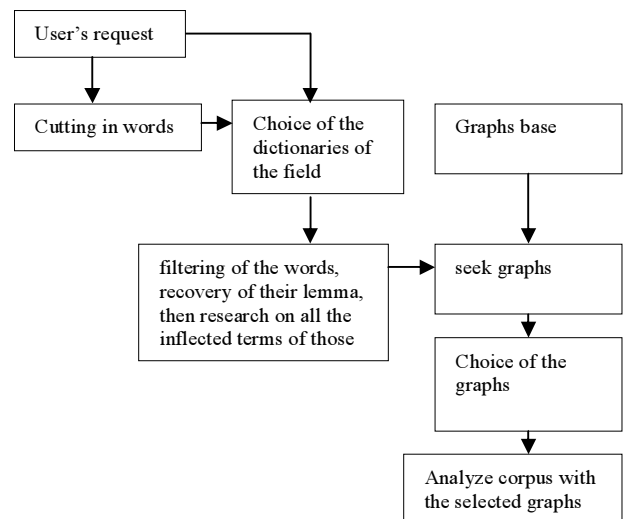 User's request
Cutting in words
Choice of the
dictionaries of
the field
Graphs base
filtering of the words,
recovery of their lemma,
then research on all the
inflected terms of those
seek graphs
Choice of the
graphs
Analyze corpus with
the selected graphs